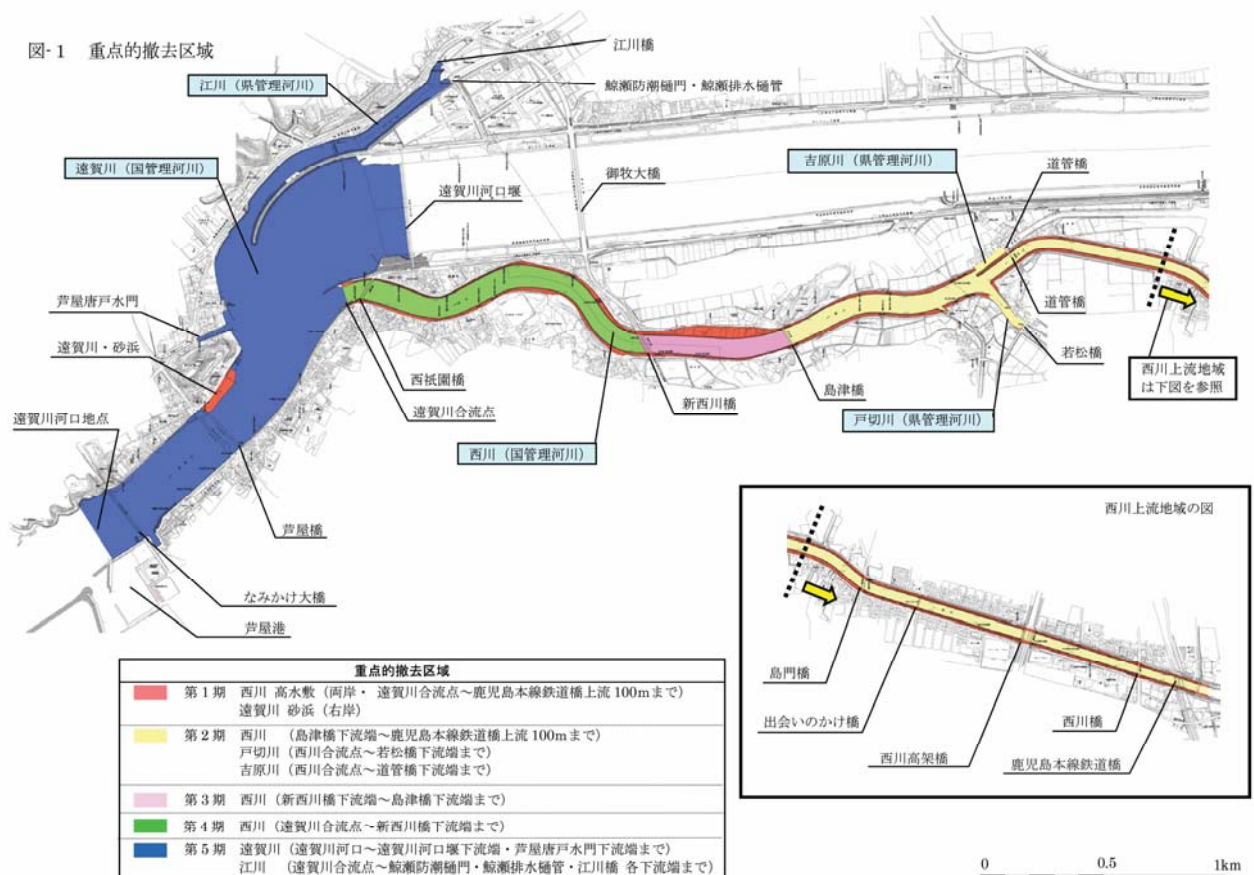 図-1 重点的撤去区域
江川橋
鯨瀬防潮樋門・鯨瀬排水樋管
江川（県管理河川）
遠賀川（国管理河川）
遠賀川河口堰
御牧大橋
吉原川（県管理河川）
道管橋
道管橋
若松橋
西川上流地域
は下図を参照
芦屋唐戸水門
遠賀川・砂浜
遠賀川河口地点
西祇園橋
遠賀川合流点
西川（国管理河川）
新西川橋
島津橋
戸切川（県管理河川）
芦屋橋
なみかけ大橋
芦屋港
西川上流地域の図
島門橋
出会いのかけ橋
西川高架橋
西川橋
鹿児島本線鉄道橋
重点的撤去区域
第1期 西川 高水敷（両岸・ 遠賀川合流点～鹿児島本線鉄道橋上流100mまで）
遠賀川 砂浜（右岸）
第2期 西川 （島津橋下流端～鹿児島本線鉄道橋上流100mまで）
戸切川（西川合流点～若松橋下流端まで）
吉原川（西川合流点～道管橋下流端まで）
第3期 西川（新西川橋下流端～島津橋下流端まで）
第4期 西川（遠賀川合流点～新西川橋下流端まで）
第5期 遠賀川（遠賀川河口～遠賀川河口堰下流端・芦屋唐戸水門下流端まで）
江川 （遠賀川合流点～鯨瀬防潮樋門・鯨瀬排水樋管・江川橋 各下流端まで）
0 0.5 1km